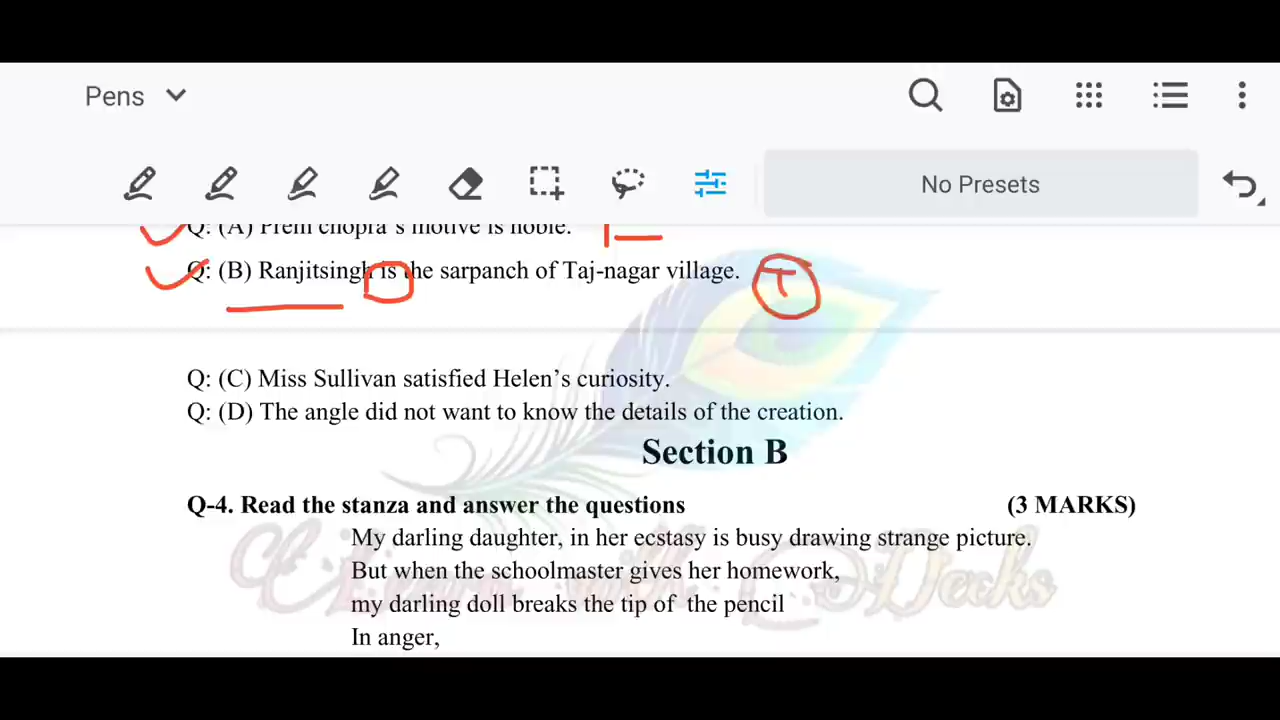 Pens
No Presets
Q: (A) Prem chopra's motive is noble.
Q: (B) Ranjitsingh is the sarpanch of Taj-nagar village. T
Q: (C) Miss Sullivan satisfied Helen's curiosity.
Q: (D) The angle did not want to know the details of the creation.
Section B
Q-4. Read the stanza and answer the questions (3 MARKS)
My darling daughter, in her ecstasy is busy drawing strange picture.
But when the schoolmaster gives her homework,
my darling doll breaks the tip of the pencil
In anger,